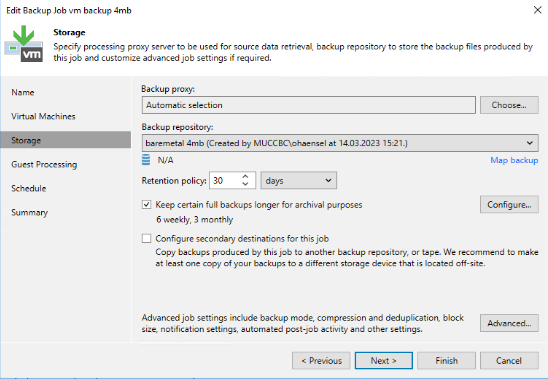 Edit Backup Job vm backup 4mb
vm
Storage
Specify processing proxy server to be used for source data retrieval, backup repository to store the backup files produced by
this job and customize advanced job settings if required.
Name
Virtual Machines
Storage
Guest Processing
Schedule
Summary
Backup proxy:
Automatic selection
Choose...
Backup repository:
baremetal 4mb (Created by MUCCBC\ohaensel at 14.03.2023 15:21.)
N/A
Map backup
Retention policy: 30 days
Keep certain full backups longer for archival purposes
6 weekly, 3 monthly
Configure...
Configure secondary destinations for this job
Copy backups produced by this job to another backup repository, or tape. We recommend to make
at least one copy of your backups to a different storage device that is located off-site.
Advanced job settings include backup mode, compression and deduplication, block
size, notification settings, automated post-job activity and other settings.
Advanced...
< Previous
Next >
Finish
Cancel